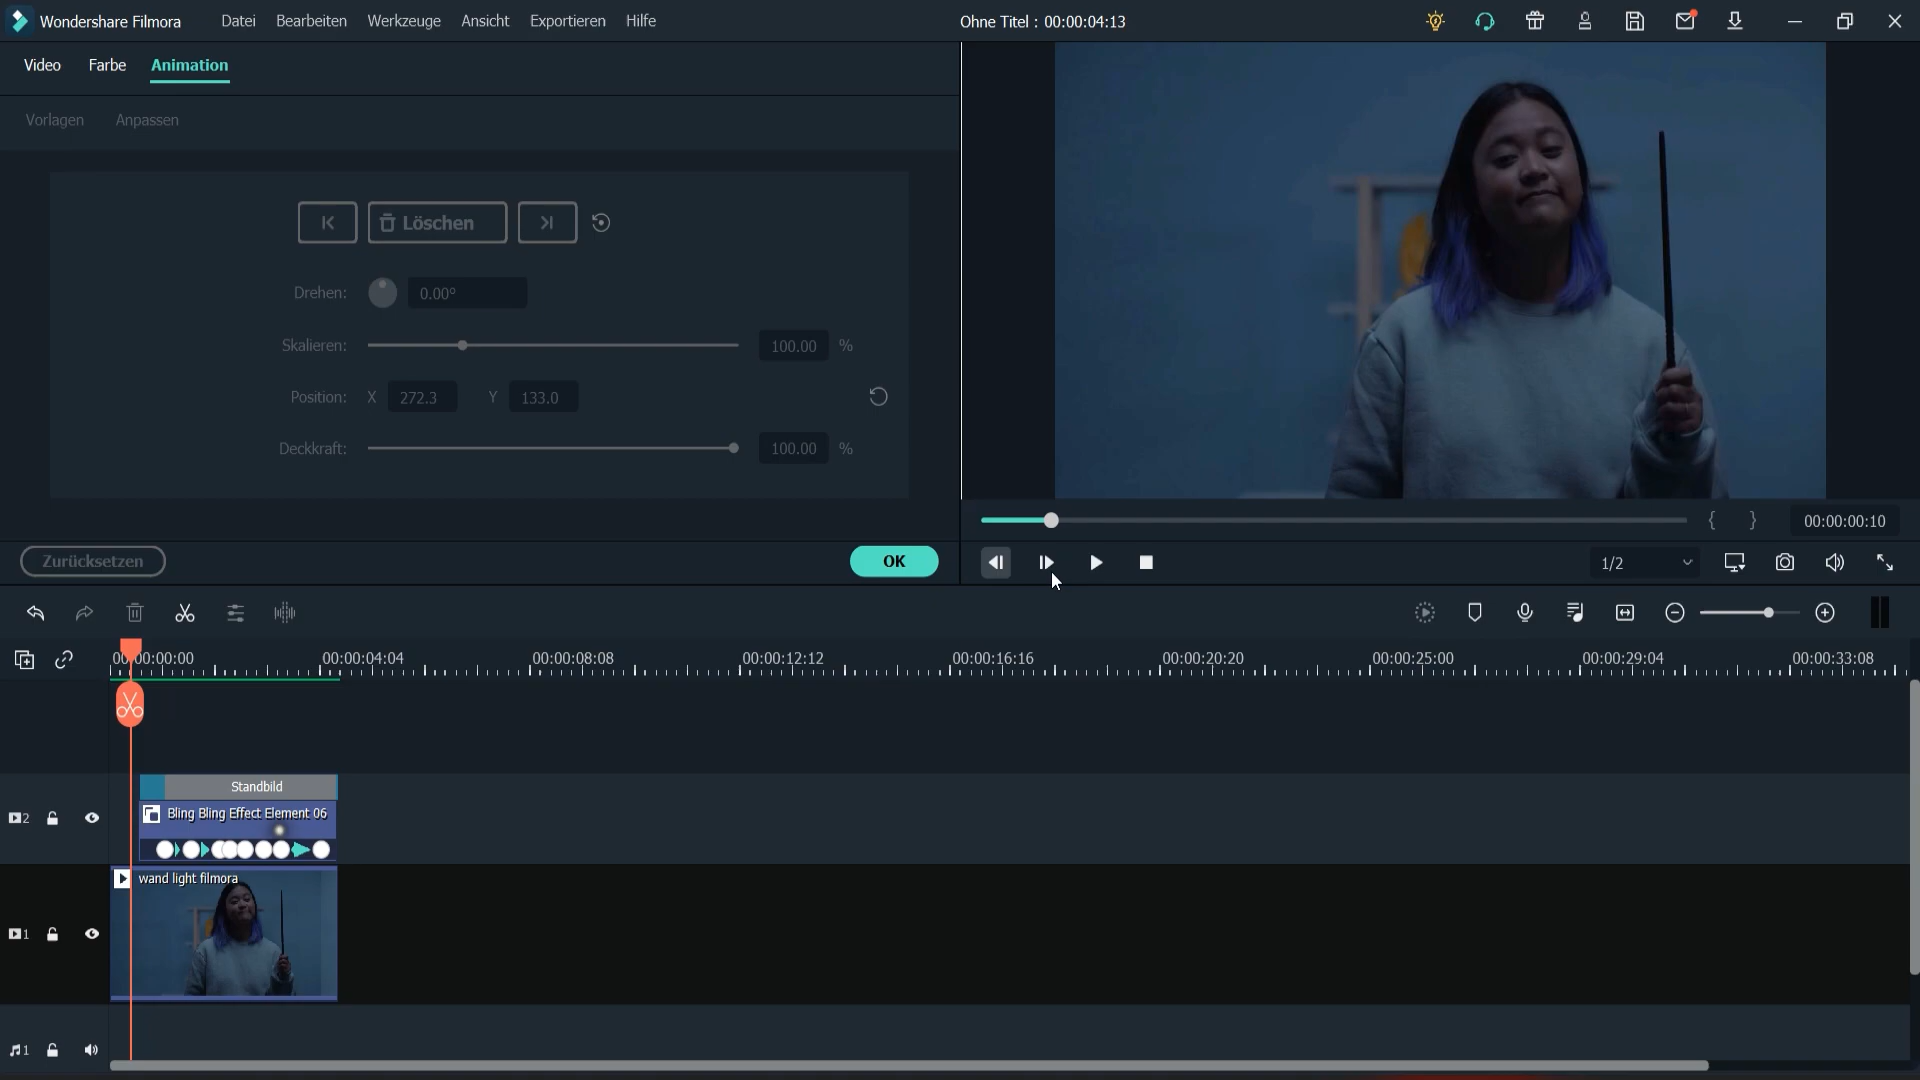 Wondershare Filmora Datei Bearbeiten Werkzeuge Ansicht Exportieren Hilfe Ohne Titel : 00:00:04:13
Video Farbe Animation
Vorlagen Anpassen
Löschen
Drehen: 0.00°
Skalieren: 100.00 %
Position: X 272.3 Y 133.0
Deckkraft: 100.00 %
{ } 00:00:00:10
Zurücksetzen OK
1/2
00:00:00:00 00:00:04:04 00:00:08:08 00:00:12:12 00:00:16:16 00:00:20:20 00:00:25:00 00:00:29:04 00:00:33:08
Standbild
2 Bling Bling Effect Element 06
wand light filmora
1
1